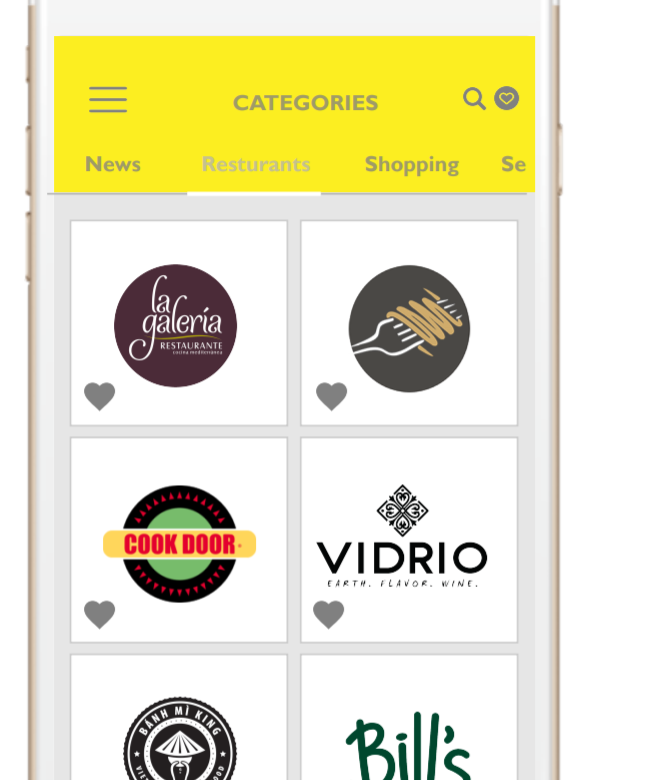 CATEGORIES
News Resturants Shopping Se
la
galería
RESTAURANTE
cocina mediterránea
COOK DOOR
VIDRIO
EARTH. FLAVOR. WINE.
BÁNH MÌ KING
Bill's